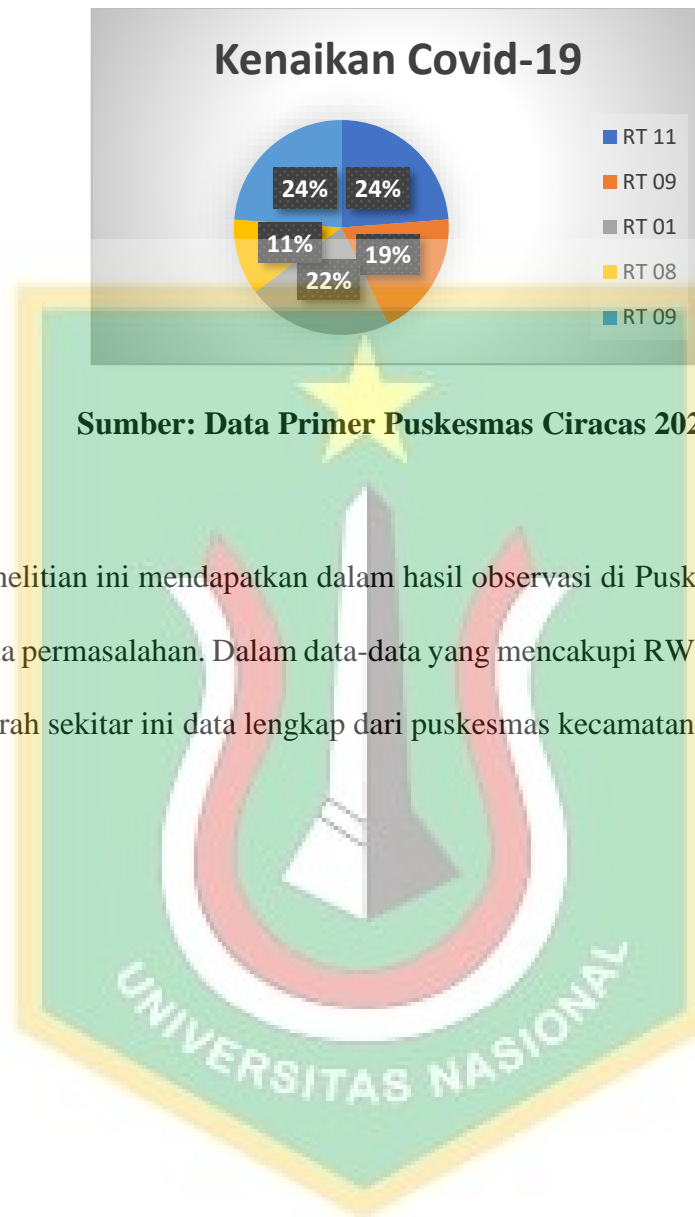 Kenaikan Covid-19
RT 11
RT 09
RT 01
RT 08
RT 09
24%
24%
11%
19%
22%
Sumber: Data Primer Puskesmas Ciracas 202
nelitian ini mendapatkan dalam hasil observasi di Pusk
a permasalahan. Dalam data-data yang mencakupi RW
rah sekitar ini data lengkap dari puskesmas kecamatan
UNIVERSITAS NASIONAL